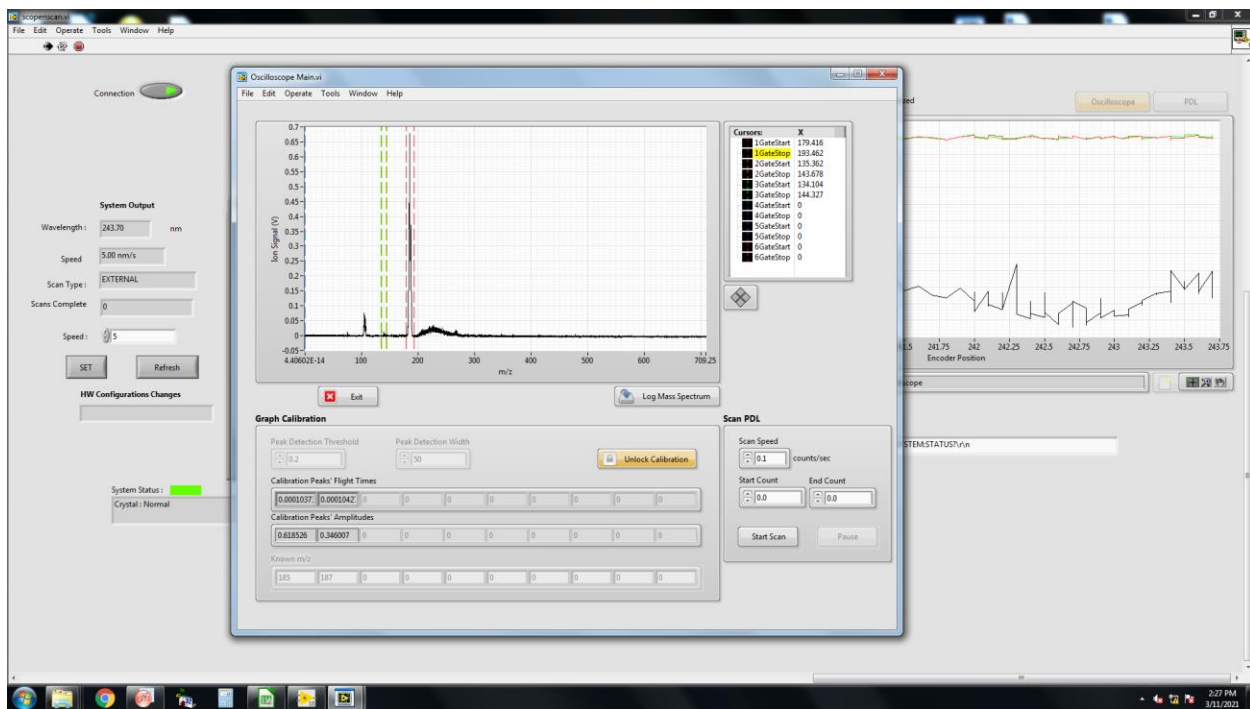 scopenscan.vi
File Edit Operate Tools Window Help
Connection
System Output
Wavelength : 243.70 nm
Speed 5.00 nm/s
Scan Type : EXTERNAL
Scans Complete 0
Speed : 5
SET Refresh
HW Configurations Changes
System Status :
Crystal : Normal
Oscilloscope Main.vi
File Edit Operate Tools Window Help
0.7
0.65
0.6
0.55
0.5
0.45
0.4
0.35
0.3
0.25
0.2
0.15
0.1
0.05
0
-0.05
Ion Signal (V)
4.40602E-14 100 200 300 400 500 600 709.25
m/z
Cursors: X
1GateStart 179.416
1GateStop 193.462
2GateStart 135.362
2GateStop 143.678
3GateStart 134.104
3GateStop 144.327
4GateStart 0
4GateStop 0
5GateStart 0
5GateStop 0
6GateStart 0
6GateStop 0
Exit Log Mass Spectrum
Graph Calibration
Peak Detection Threshold Peak Detection Width
0.2 50 Unlock Calibration
Calibration Peaks' Flight Times
0.0001037 0.0001042 0 0 0 0 0 0 0 0
Calibration Peaks' Amplitudes
0.618526 0.346007 0 0 0 0 0 0 0 0
Known m/z
185 187 0 0 0 0 0 0 0 0
Scan PDL
Scan Speed
0.1 counts/sec
Start Count End Count
0.0 0.0
Start Scan Pause
zed
Oscilloscope PDL
1.5 241.75 242 242.25 242.5 242.75 243 243.25 243.5 243.75
Encoder Position
scope
STEM:STATUS?\r\n
2:27 PM
3/11/2021